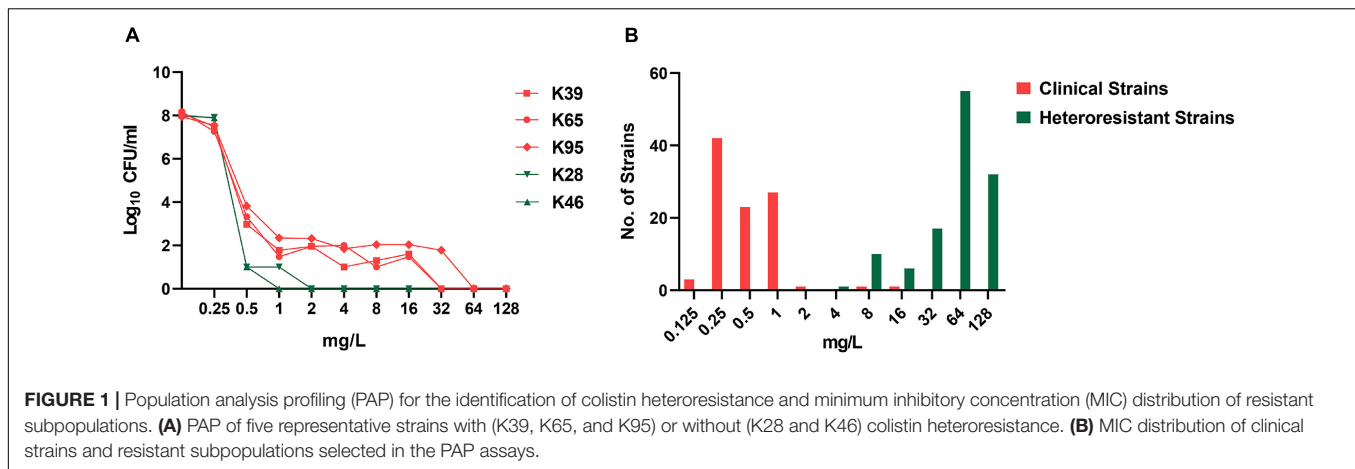 A
10
8
6
4
2
0
Log10 CFU/ml
0.25 0.5 1 2 4 8 16 32 64 128
mg/L
K39
K65
K95
K28
K46
B
60
40
20
0
No. of Strains
0.125 0.25 0.5 1 2 4 8 16 32 64 128
mg/L
Clinical Strains
Heteroresistant Strains
FIGURE 1 | Population analysis profiling (PAP) for the identification of colistin heteroresistance and minimum inhibitory concentration (MIC) distribution of resistant
subpopulations. (A) PAP of five representative strains with (K39, K65, and K95) or without (K28 and K46) colistin heteroresistance. (B) MIC distribution of clinical
strains and resistant subpopulations selected in the PAP assays.